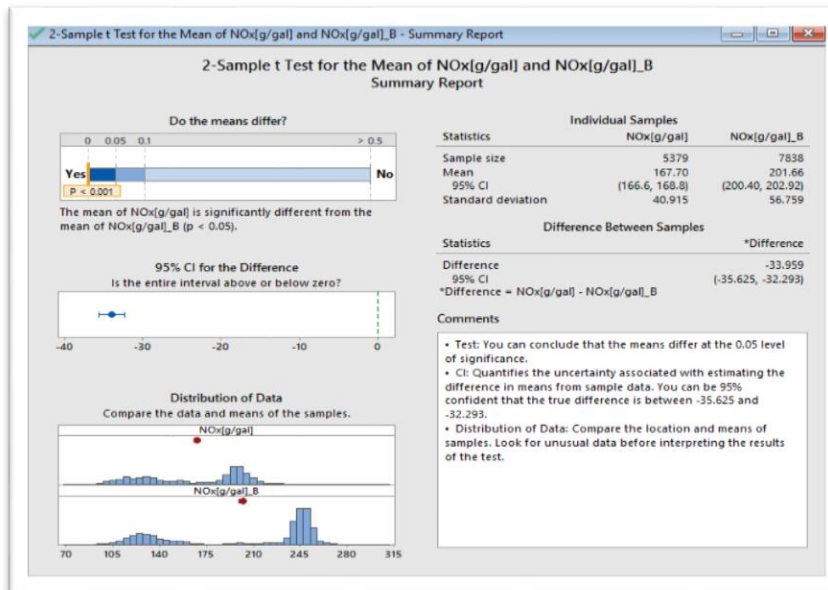 2-Sample t Test for the Mean of NOx[g/gal] and NOx[g/gal]_B - Summary Report
2-Sample t Test for the Mean of NOx[g/gal] and NOx[g/gal]_B
Summary Report
Do the means differ?
0 0.05 0.1 > 0.5
Yes No
P < 0.001
The mean of NOx[g/gal] is significantly different from the
mean of NOx[g/gal]_B (p < 0.05).
95% CI for the Difference
Is the entire interval above or below zero?
-40 -30 -20 -10 0
Distribution of Data
Compare the data and means of the samples.
NOx[g/gal]
NOx[g/gal]_B
70 105 140 175 210 245 280 315
Individual Samples
Statistics NOx[g/gal] NOx[g/gal]_B
Sample size 5379 7838
Mean 167.70 201.66
95% CI (166.6, 168.8) (200.40, 202.92)
Standard deviation 40.915 56.759
Difference Between Samples
Statistics *Difference
Difference -33.959
95% CI (-35.625, -32.293)
*Difference = NOx[g/gal] - NOx[g/gal]_B
Comments
• Test: You can conclude that the means differ at the 0.05 level
of significance.
• CI: Quantifies the uncertainty associated with estimating the
difference in means from sample data. You can be 95%
confident that the true difference is between -35.625 and
-32.293.
• Distribution of Data: Compare the location and means of
samples. Look for unusual data before interpreting the results
of the test.